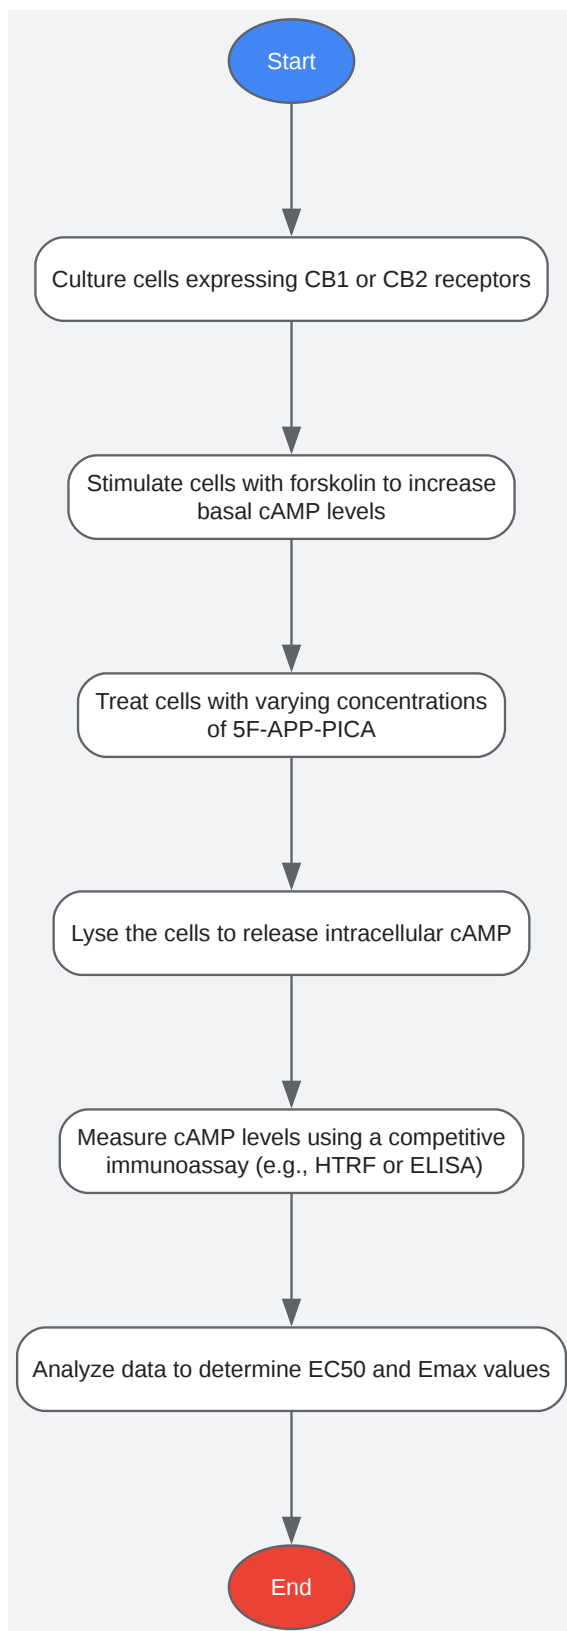 Start
Culture cells expressing CB1 or CB2 receptors
Stimulate cells with forskolin to increase
basal cAMP levels
Treat cells with varying concentrations
of 5F-APP-PICA
Lyse the cells to release intracellular cAMP
Measure cAMP levels using a competitive
immunoassay (e.g., HTRF or ELISA)
Analyze data to determine EC50 and Emax values
End